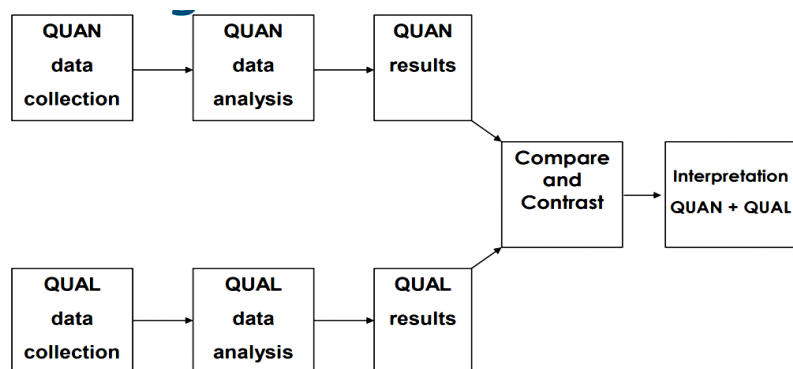 QUAN
data
collection
QUAN
data
analysis
QUAN
results
Compare
and
Contrast
Interpretation
QUAN + QUAL
QUAL
data
collection
QUAL
data
analysis
QUAL
results